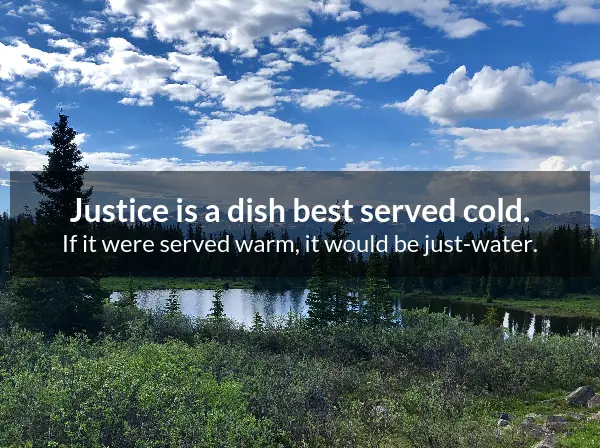 Justice is a dish best served cold.
If it were served warm, it would be just-water.